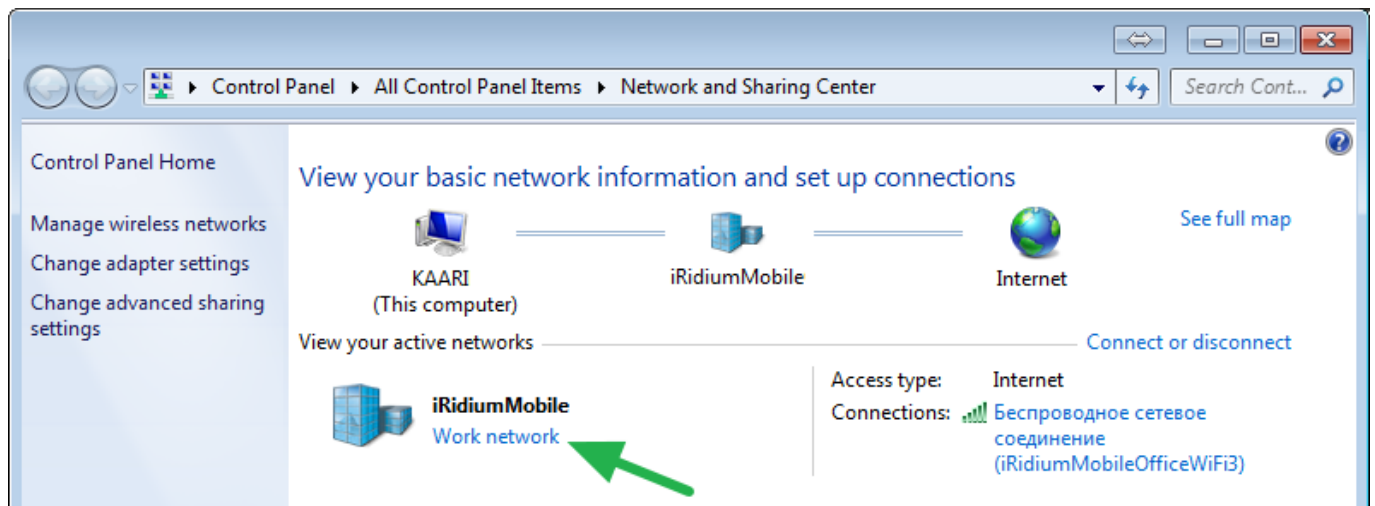 Control Panel ▸ All Control Panel Items ▸ Network and Sharing Center
Search Cont...
Control Panel Home
Manage wireless networks
Change adapter settings
Change advanced sharing
settings
View your basic network information and set up connections
See full map
KAARI
(This computer)
iRidiumMobile
Internet
View your active networks
Connect or disconnect
iRidiumMobile
Work network
Access type: Internet
Connections: Беспроводное сетевое
соединение
(iRidiumMobileOfficeWiFi3)